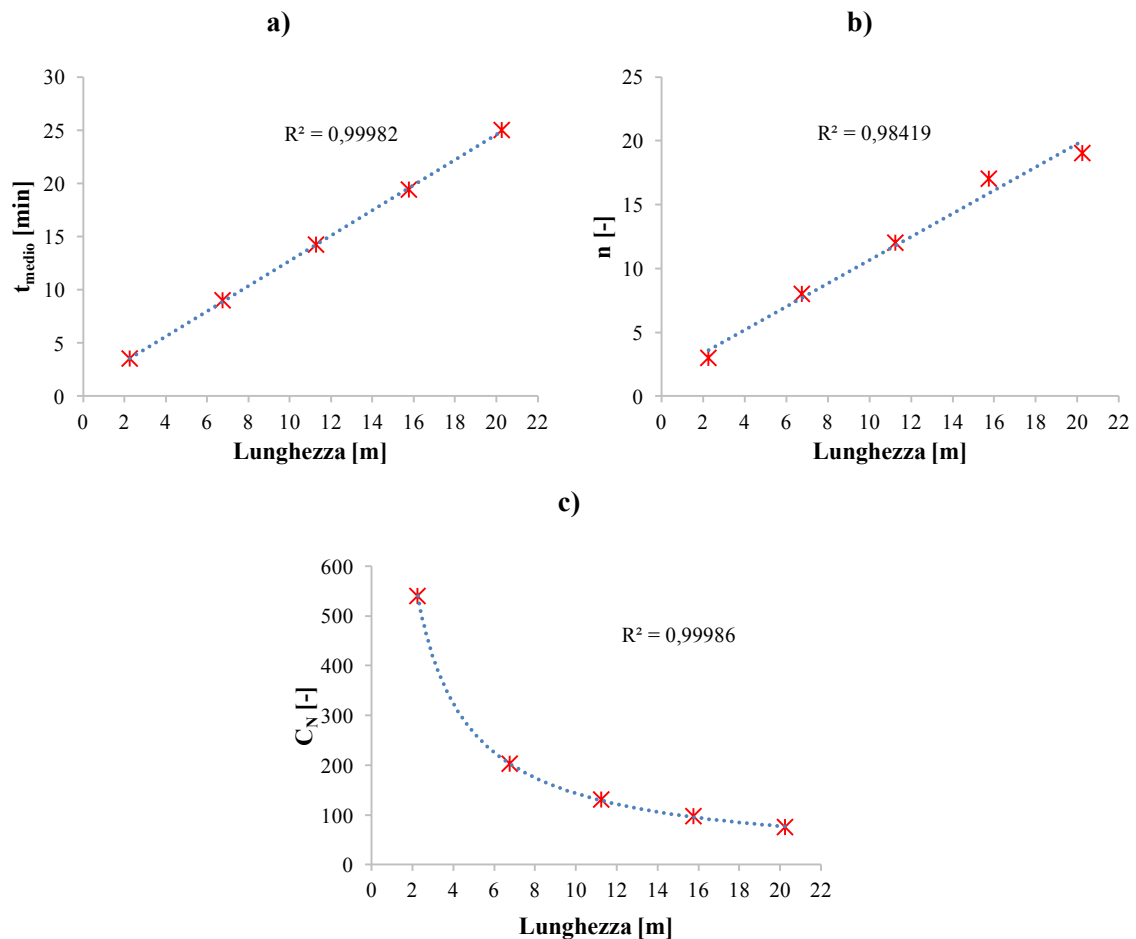 a)
30
25
20
15
10
5
0
t_medio [min]
R² = 0,99982
0 2 4 6 8 10 12 14 16 18 20 22
Lunghezza [m]
b)
25
20
15
10
5
0
n [-]
R² = 0,98419
0 2 4 6 8 10 12 14 16 18 20 22
Lunghezza [m]
c)
600
500
400
300
200
100
0
C_N [-]
R² = 0,99986
0 2 4 6 8 10 12 14 16 18 20 22
Lunghezza [m]